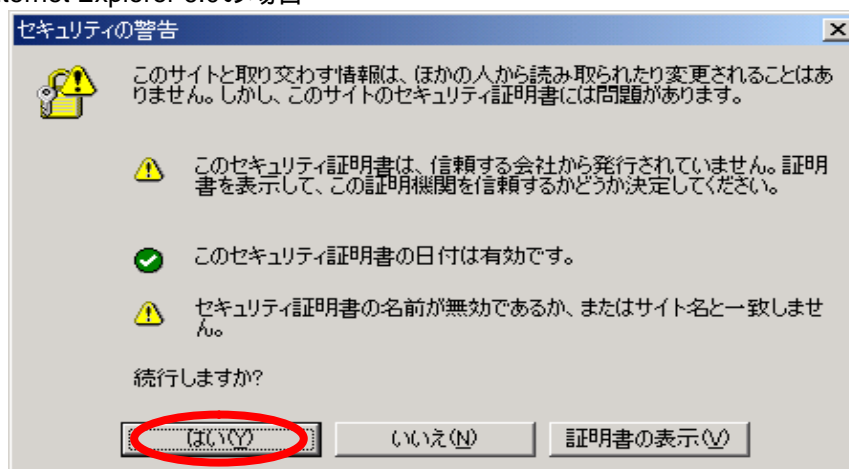 ternet Explorer 6.0の場合
セキュリティの警告
このサイトと取り交わす情報は、ほかの人から読み取られたり変更されることはあ
りません。しかし、このサイトのセキュリティ証明書には問題があります。
このセキュリティ証明書は、信頼する会社から発行されていません。証明
書を表示して、この証明機関を信頼するかどうか決定してください。
このセキュリティ証明書の日付は有効です。
セキュリティ証明書の名前が無効であるか、またはサイト名と一致しませ
ん。
続行しますか?
はい(Y) いいえ(N) 証明書の表示(V)